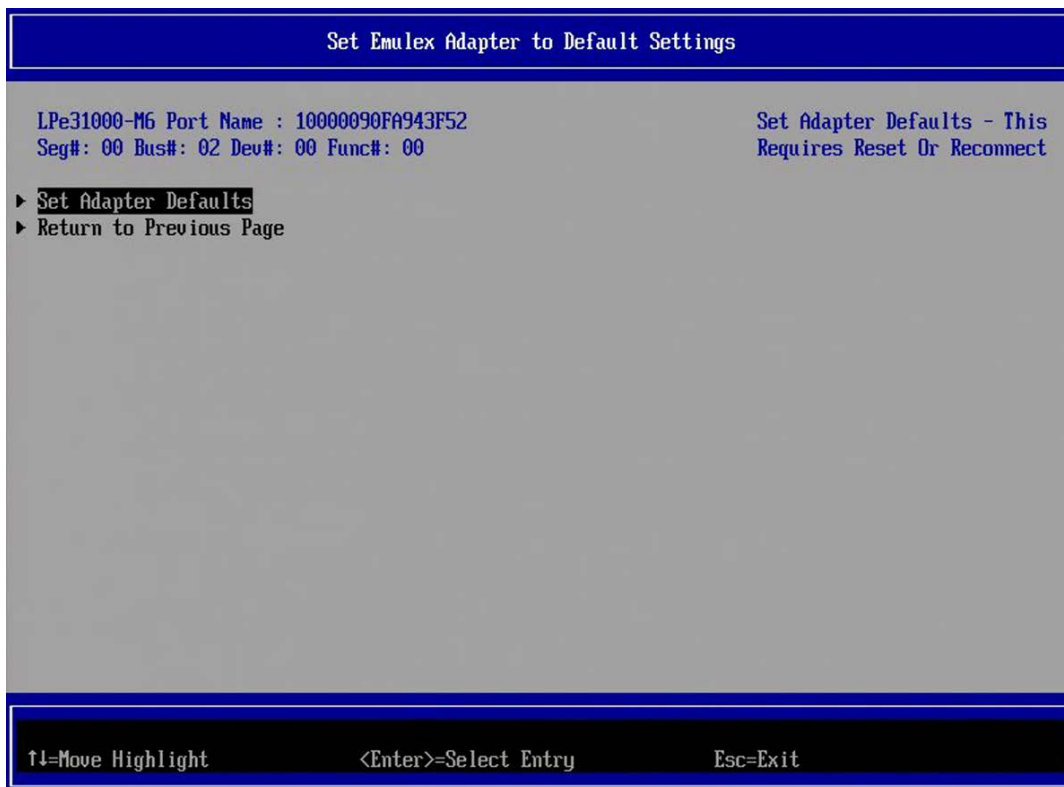 Set Emulex Adapter to Default Settings
LPe31000-M6 Port Name : 10000090FA943F52
Seg#: 00 Bus#: 02 Dev#: 00 Func#: 00
Set Adapter Defaults - This
Requires Reset Or Reconnect
Set Adapter Defaults
Return to Previous Page
↑↓=Move Highlight
<Enter>=Select Entry
Esc=Exit